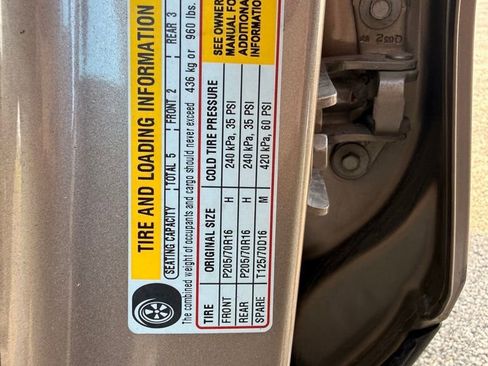 TIRE AND LOADING INFORMATION
SEATING CAPACITY | TOTAL 5 | FRONT 2 | REAR 3
The combined weight of occupants and cargo should never exceed 436 kg or 960 lbs.
TIRE ORIGINAL SIZE COLD TIRE PRESSURE
FRONT P205/70R16 H 240 kPa, 35 PSI
REAR P205/70R16 H 240 kPa, 35 PSI
SPARE T125/70D16 M 420 kPa, 60 PSI
SEE OWNER
MANUAL FO
ADDITIONA
INFORMATION